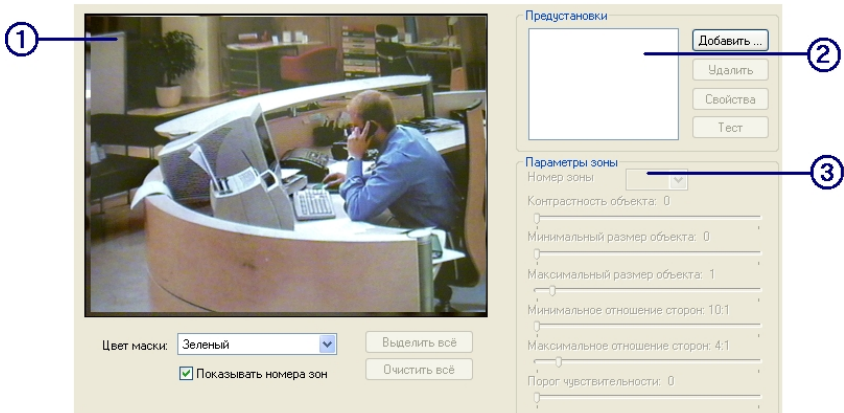 1
Предустановки
Добавить ...
2
Удалить
Свойства
Тест
Параметры зоны
Номер зоны
3
Контрастность объекта: 0
Минимальный размер объекта: 0
Максимальный размер объекта: 1
Минимальное отношение сторон: 10:1
Максимальное отношение сторон: 4:1
Порог чувствительности: 0
Цвет маски: Зеленый
Выделить всё
Показывать номера зон
Очистить всё